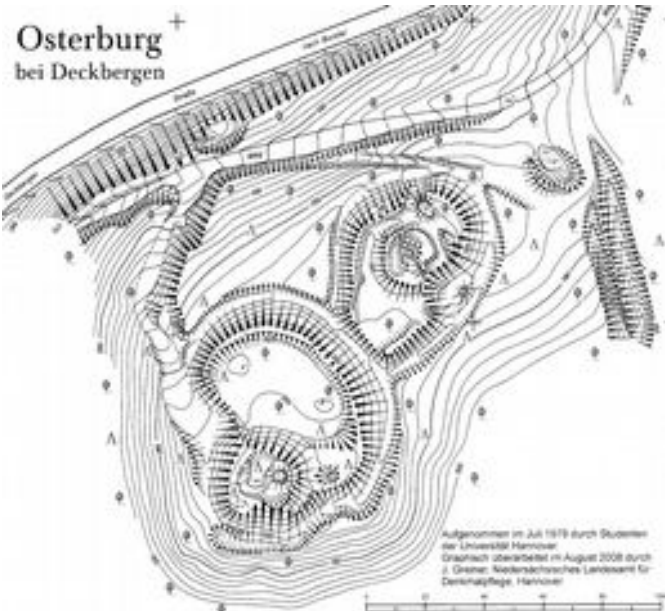 Osterburg
bei Deckbergen
Straße
Aufgenommen im Juli 1979 durch Studenten
der Universität Hannover
Graphisch überarbeitet im August 2008 durch
J. Greiner, Niedersächsisches Landesamt für
Denkmalpflege, Hannover